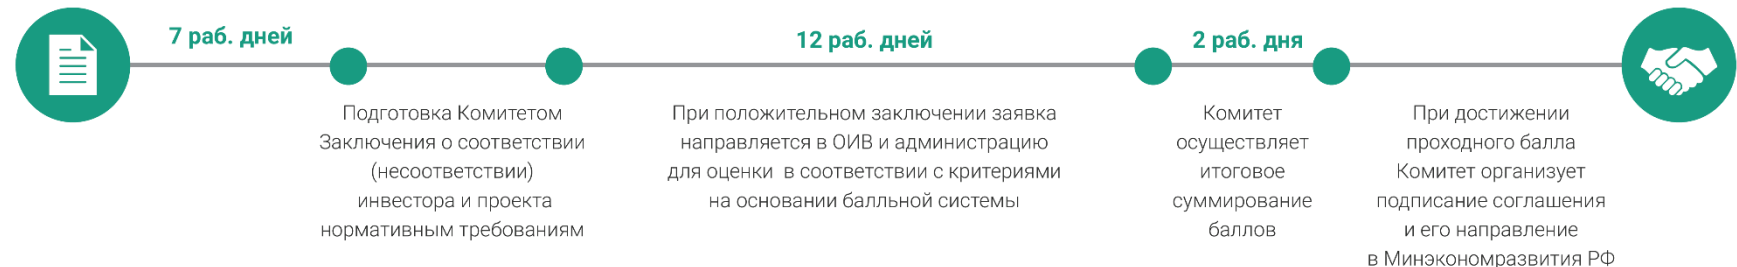 7 раб. дней
12 раб. дней
2 раб. дня
Подготовка Комитетом
Заключения о соответствии
(несоответствии)
инвестора и проекта
нормативным требованиям
При положительном заключении заявка
направляется в ОИВ и администрацию
для оценки в соответствии с критериями
на основании балльной системы
Комитет
осуществляет
итоговое
суммирование
баллов
При достижении
проходного балла
Комитет организует
подписание соглашения
и его направление
в Минэкономразвития РФ